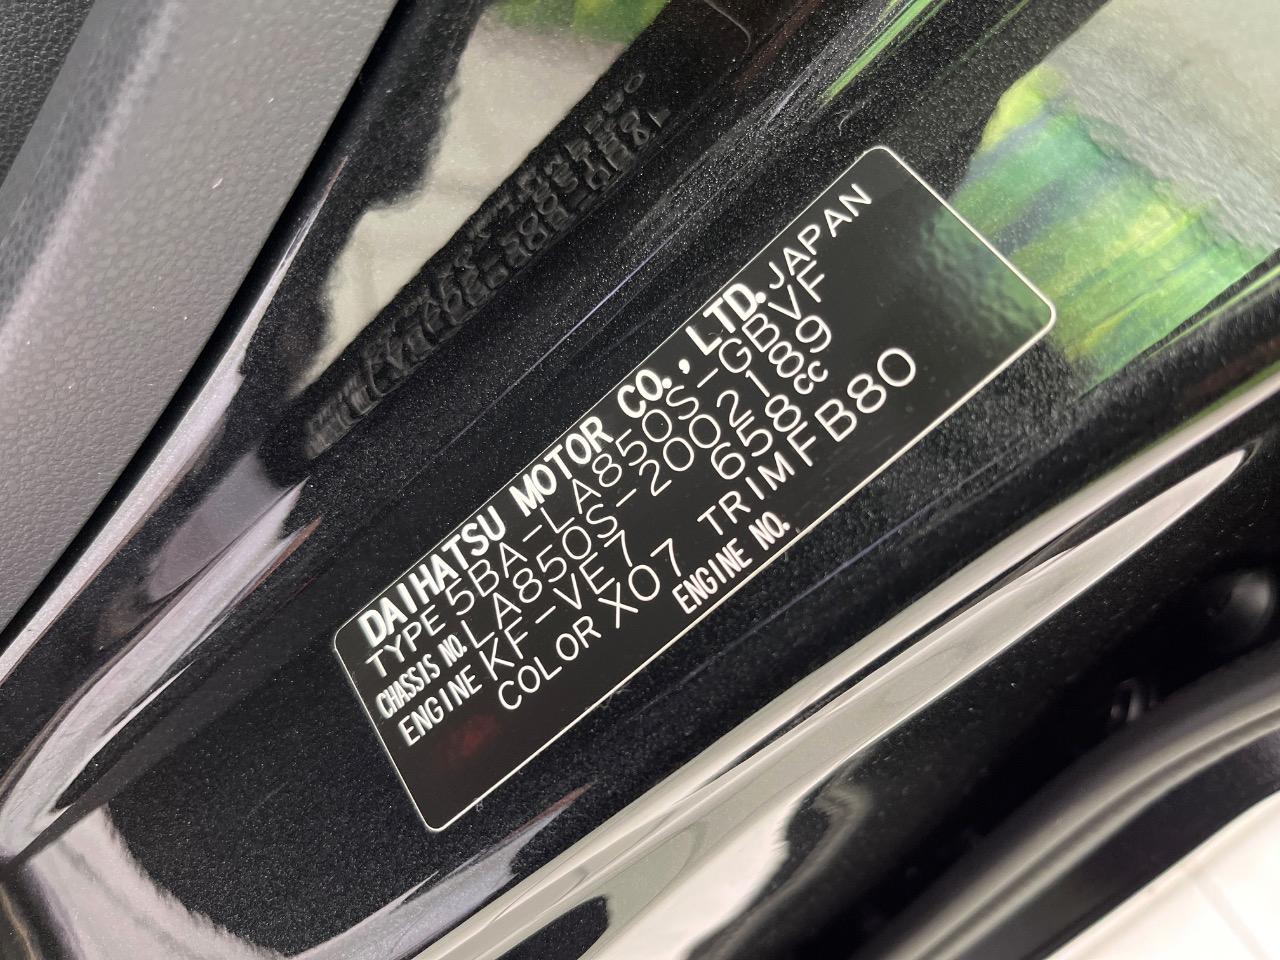 DAIHATSU MOTOR CO., LTD. JAPAN
TYPE 5BA-LA850S-GBVF
CHASSIS NO. LA850S-2002189
ENGINE KF-VE7 658cc
COLOR X07 TRIM FB80
ENGINE NO.